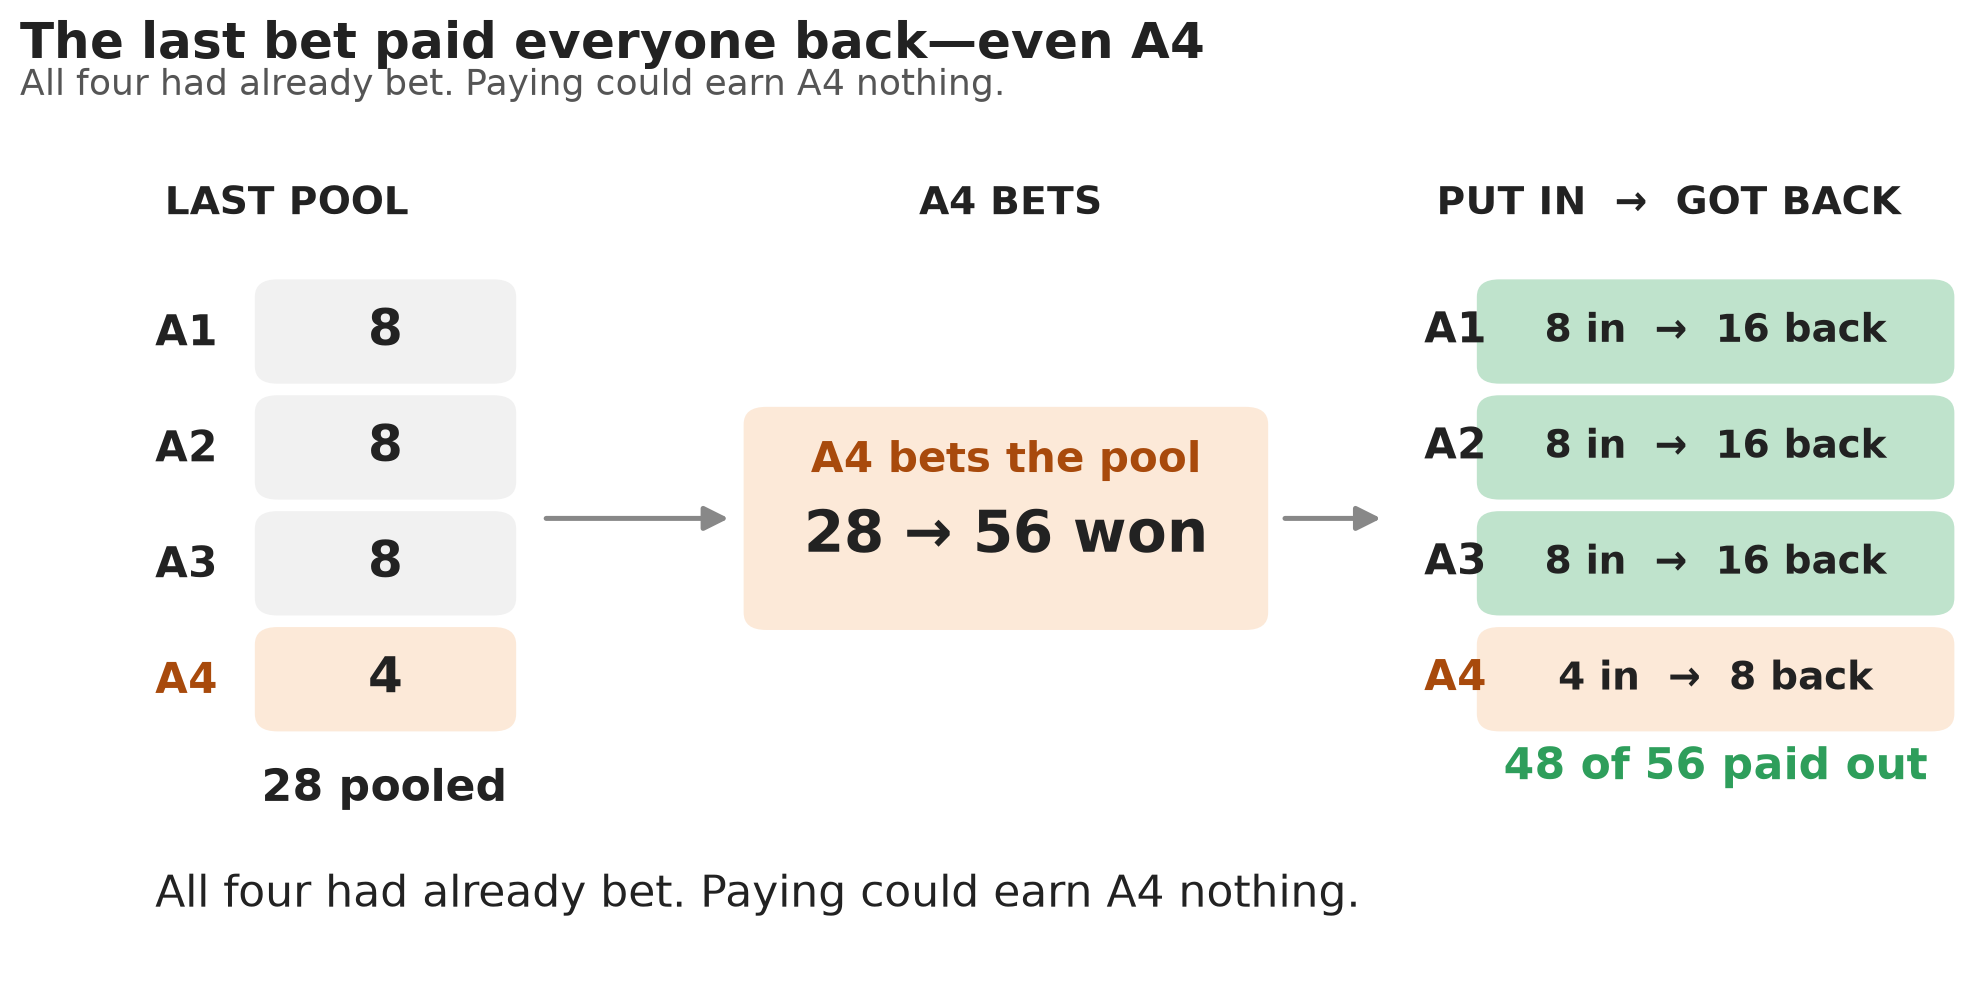 The last bet paid everyone back—even A4
All four had already bet. Paying could earn A4 nothing.
LAST POOL
A1 8
A2 8
A3 8
A4 4
28 pooled
A4 BETS
A4 bets the pool
28 → 56 won
PUT IN → GOT BACK
A1 8 in → 16 back
A2 8 in → 16 back
A3 8 in → 16 back
A4 4 in → 8 back
48 of 56 paid out
All four had already bet. Paying could earn A4 nothing.